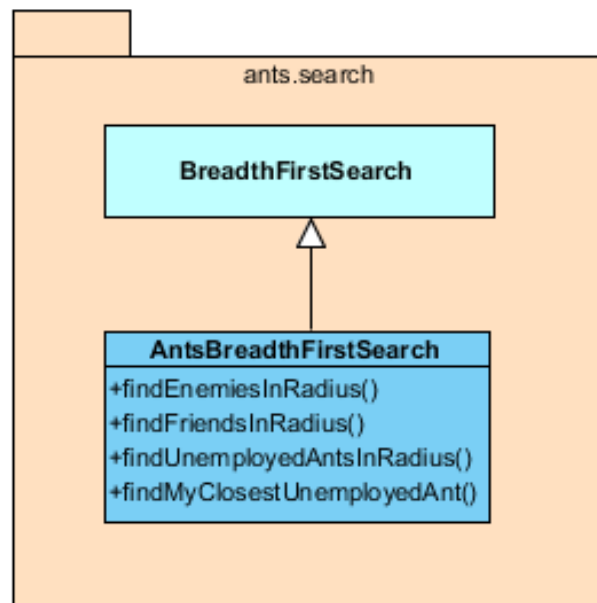 ants.search
BreadthFirstSearch
AntsBreadthFirstSearch
+findEnemiesInRadius()
+findFriendsInRadius()
+findUnemployedAntsInRadius()
+findMyClosestUnemployedAnt()